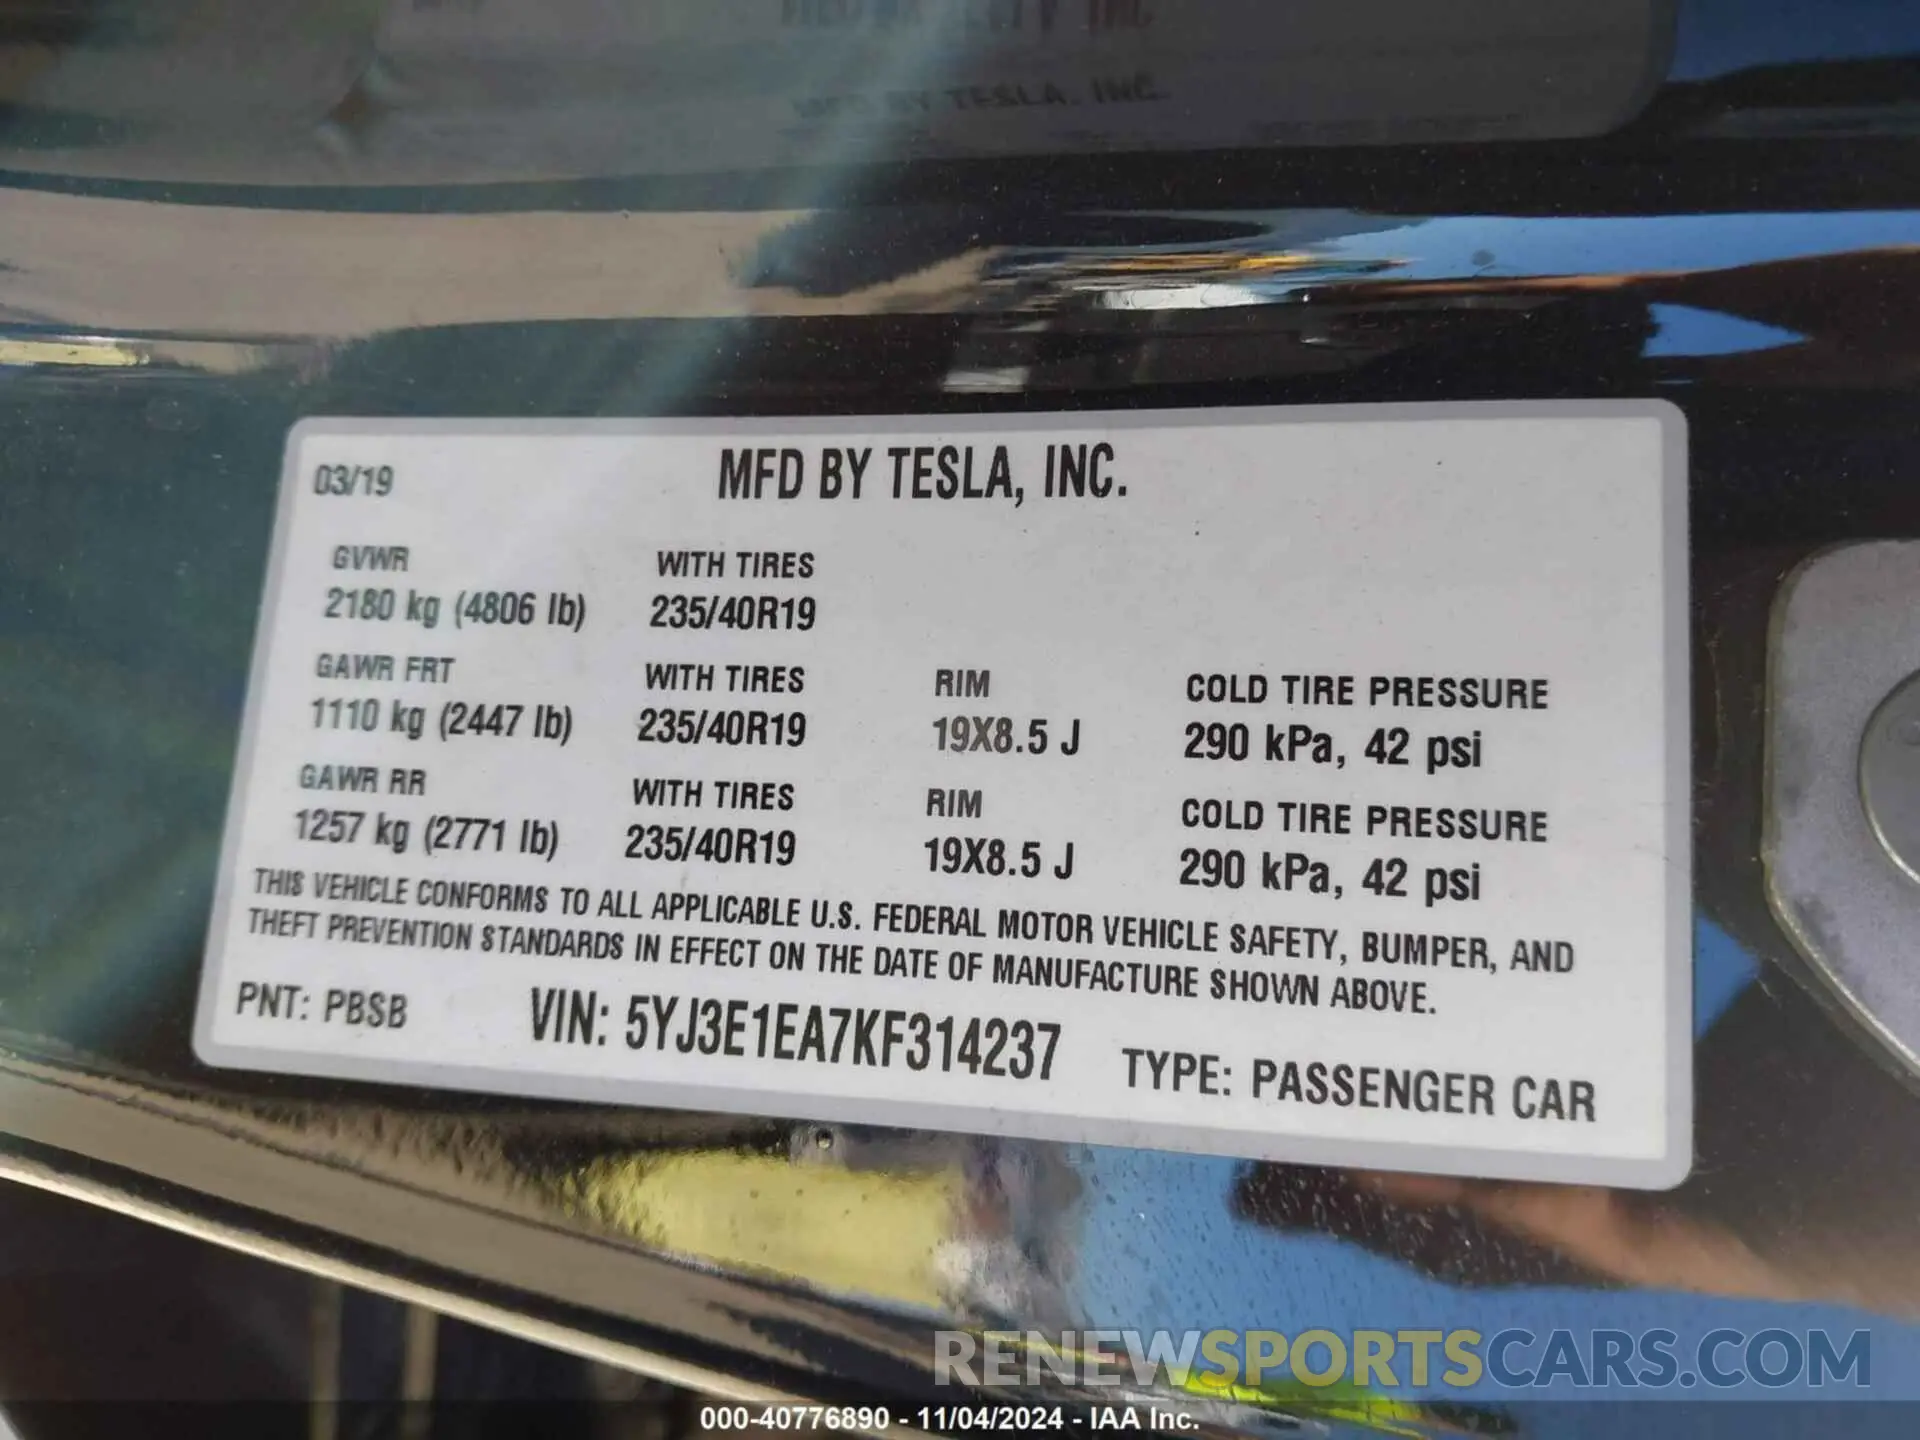 MFD BY TESLA, INC.
03/19 MFD BY TESLA, INC.
GVWR WITH TIRES
2180 kg (4806 lb) 235/40R19
GAWR FRT WITH TIRES RIM COLD TIRE PRESSURE
1110 kg (2447 lb) 235/40R19 19X8.5 J 290 kPa, 42 psi
GAWR RR WITH TIRES RIM COLD TIRE PRESSURE
1257 kg (2771 lb) 235/40R19 19X8.5 J 290 kPa, 42 psi
THIS VEHICLE CONFORMS TO ALL APPLICABLE U.S. FEDERAL MOTOR VEHICLE SAFETY, BUMPER, AND
THEFT PREVENTION STANDARDS IN EFFECT ON THE DATE OF MANUFACTURE SHOWN ABOVE.
PNT: PBSB VIN: 5YJ3E1EA7KF314237 TYPE: PASSENGER CAR
RENEWSPORTSCARS.COM
000-40776890 - 11/04/2024 - IAA Inc.